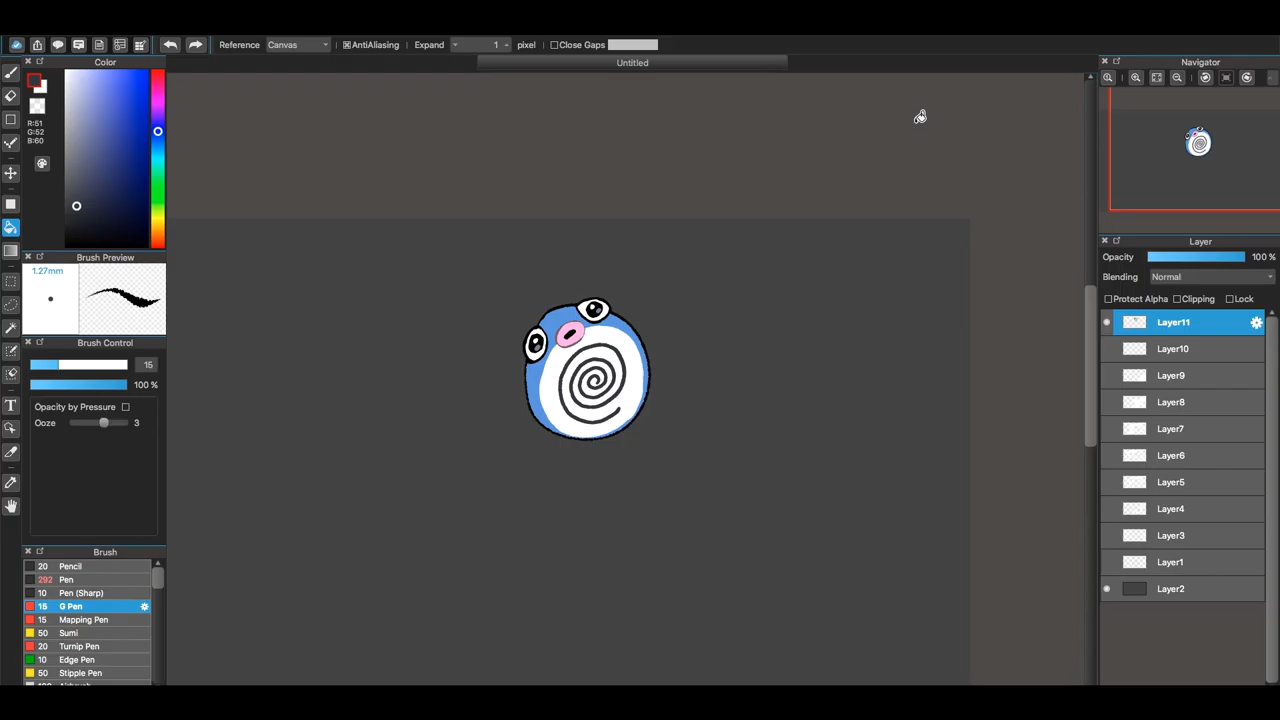 Reference Canvas AntiAliasing Expand 1 pixel Close Gaps
Color
Untitled
Navigator
R:51
G:52
B:60
Brush Preview
1.27mm
Brush Control
15
100 %
Opacity by Pressure
Ooze 3
Brush
20 Pencil
292 Pen
10 Pen (Sharp)
15 G Pen
15 Mapping Pen
50 Sumi
20 Turnip Pen
10 Edge Pen
50 Stipple Pen
Layer
Opacity 100 %
Blending Normal
Protect Alpha Clipping Lock
Layer11
Layer10
Layer9
Layer8
Layer7
Layer6
Layer5
Layer4
Layer3
Layer1
Layer2
T